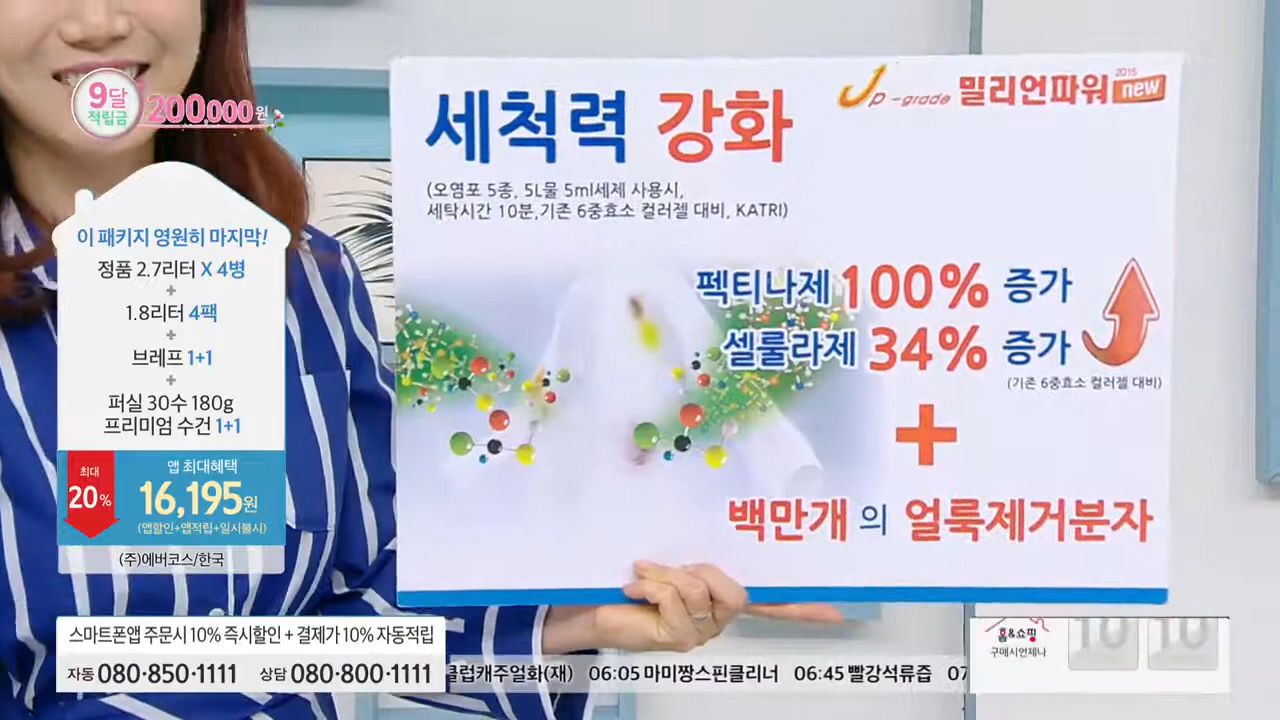 9달
적립금
200,000원
이 패키지 영원히 마지막!
정품 2.7리터 X 4병
+
1.8리터 4팩
+
브레프 1+1
+
퍼실 30수 180g
프리미엄 수건 1+1
최대
20%
앱 최대혜택
16,195원
(앱할인+앱적립+일시불시)
(주)에버코스/한국
세척력 강화
Jp-grade 밀리언파워 2015 new
(오염포 5종, 5L물 5ml세제 사용시,
세탁시간 10분,기존 6중효소 컬러젤 대비, KATRI)
펙티나제 100% 증가
셀룰라제 34% 증가
(기존 6중효소 컬러젤 대비)
+
백만개의 얼룩제거분자
스마트폰앱 주문시 10% 즉시할인 + 결제가 10% 자동적립
자동 080·850·1111 상담 080·800·1111
클럽캐주얼화(재) 06:05 마미짱스핀클리너 06:45 빨강석류즙 07
홈&쇼핑
구매시언제나
10 10